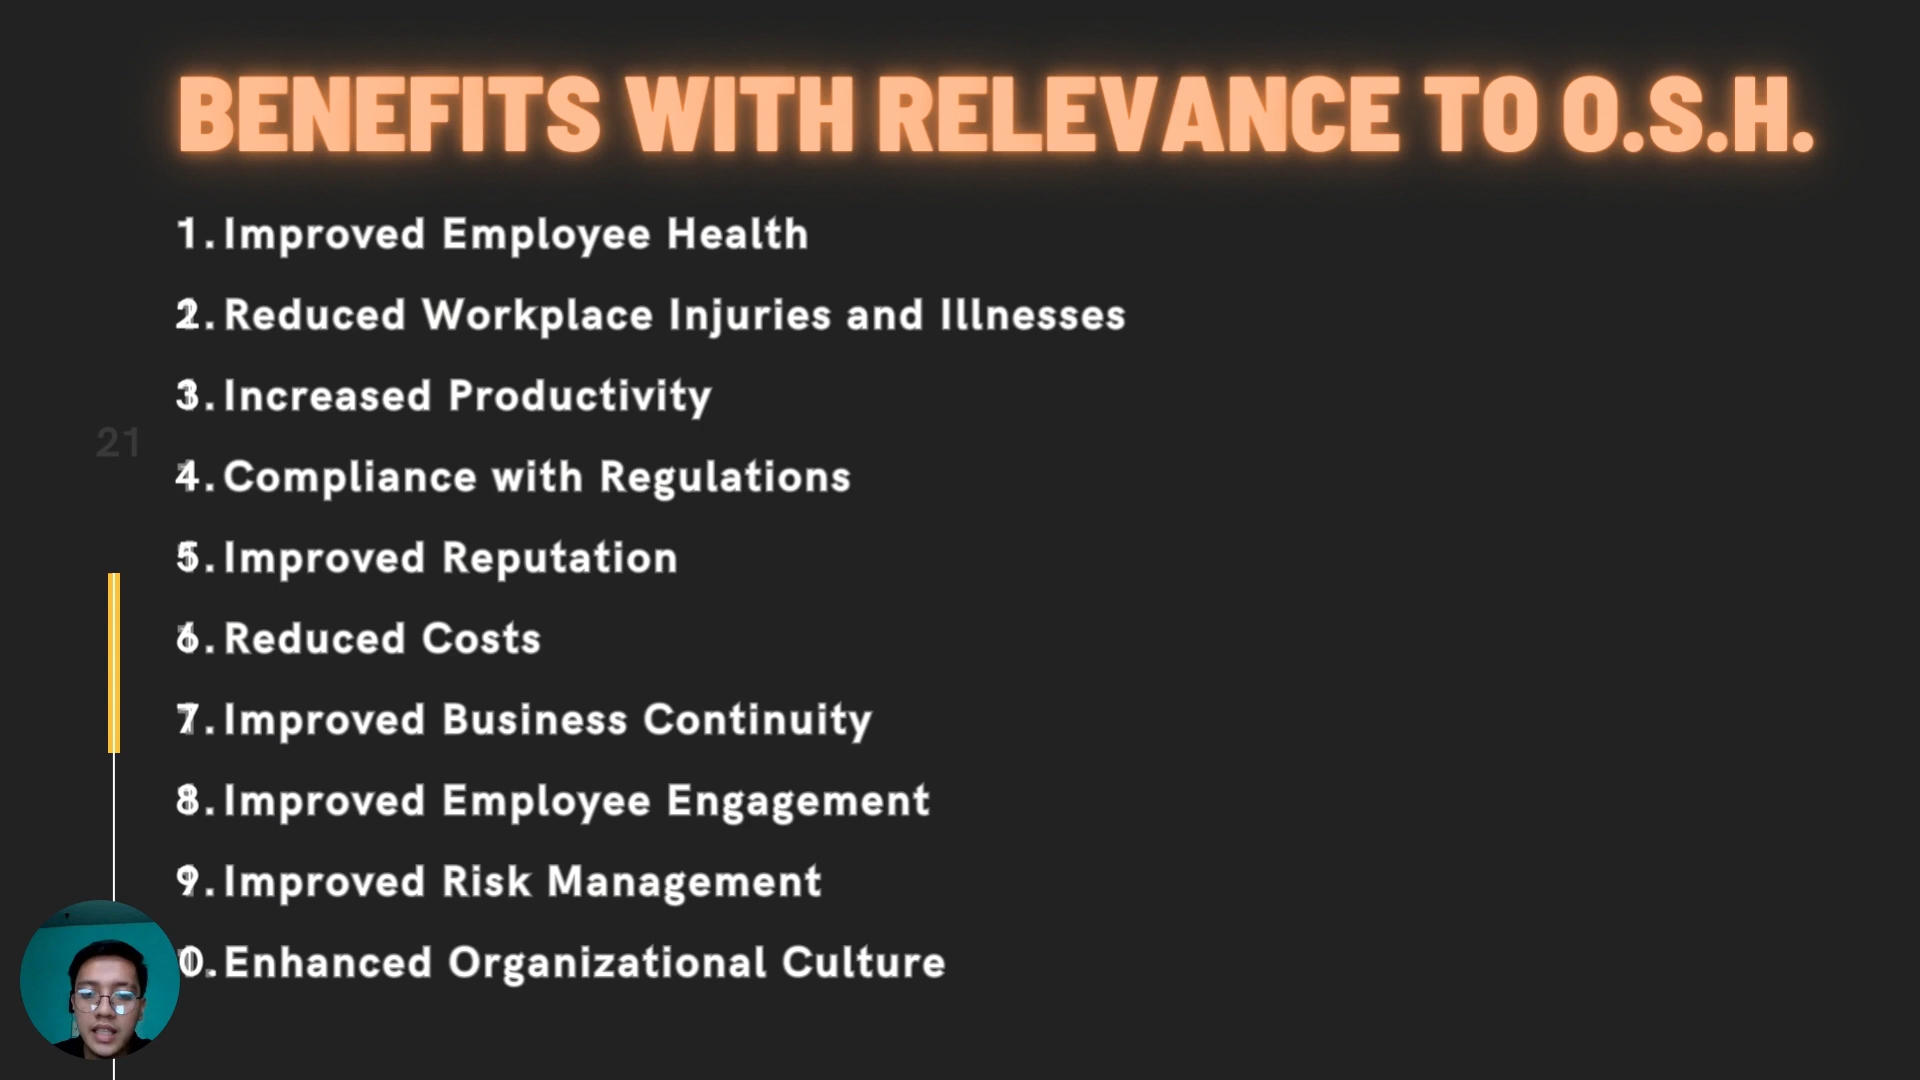 BENEFITS WITH RELEVANCE TO O.S.H.
1. Improved Employee Health
2. Reduced Workplace Injuries and Illnesses
3. Increased Productivity
21
4. Compliance with Regulations
5. Improved Reputation
6. Reduced Costs
7. Improved Business Continuity
8. Improved Employee Engagement
9. Improved Risk Management
0. Enhanced Organizational Culture